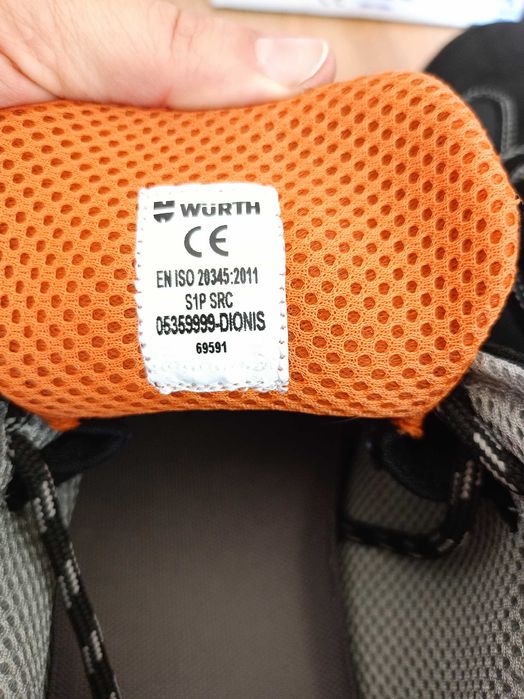 WÜRTH
CE
EN ISO 20345:2011
S1P SRC
05359999-DIONIS
69591